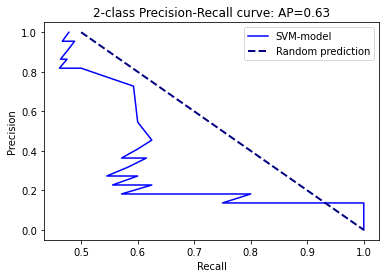 2-class Precision-Recall curve: AP=0.63
SVM-model
Random prediction
Precision
1.0
0.8
0.6
0.4
0.2
0.0
0.5
0.6
0.7
0.8
0.9
1.0
Recall